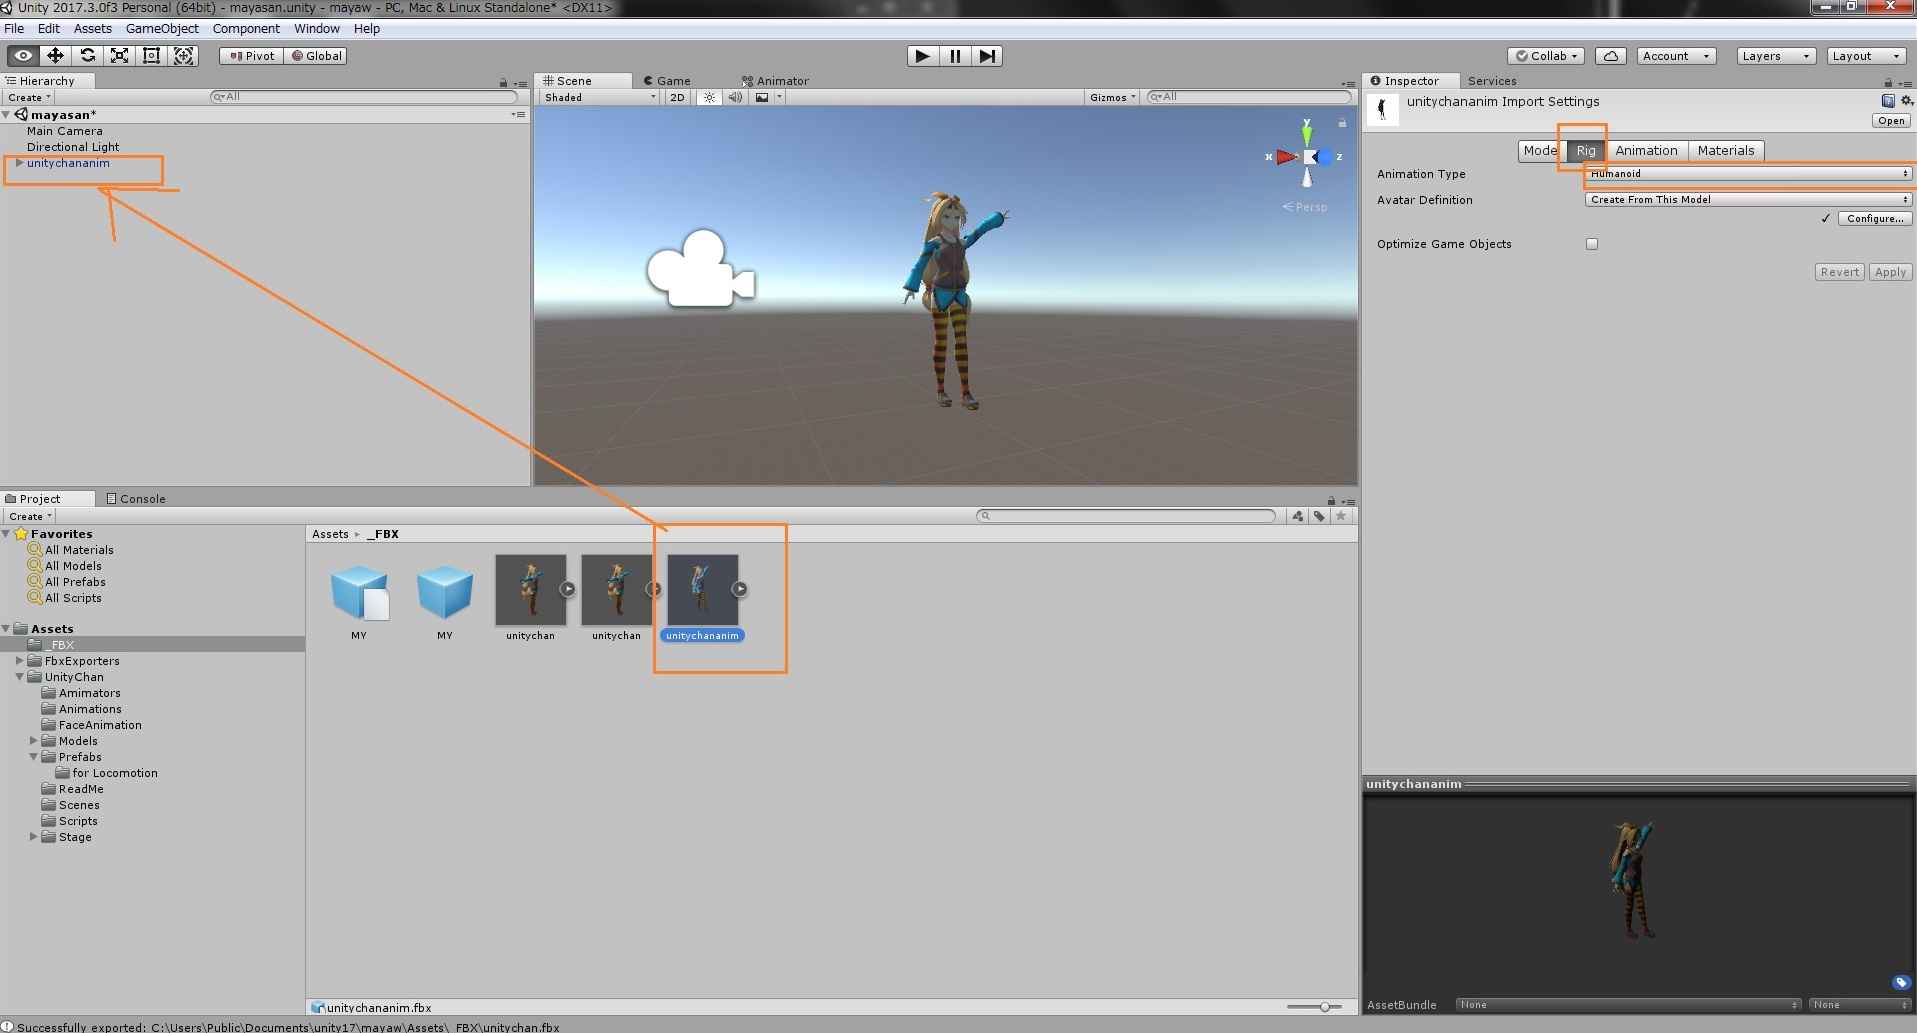 Unity 2017.3.0f3 Personal (64bit) - mayasan.unity - mayaw - PC, Mac & Linux Standalone* <DX11>
File Edit Assets GameObject Component Window Help
Pivot Global Collab Account Layers Layout
Hierarchy
Create All
mayasan*
Main Camera
Directional Light
unitychananim
Scene Game Animator
Shaded 2D Gizmos All
y
x z
Persp
Inspector Services
unitychananim Import Settings
Open
Mode Rig Animation Materials
Animation Type Humanoid
Avatar Definition Create From This Model
Configure...
Optimize Game Objects
Revert Apply
Project Console
Create
Favorites
All Materials
All Models
All Prefabs
All Scripts
Assets
_FBX
FbxExporters
UnityChan
Amimators
Animations
FaceAnimation
Models
Prefabs
for Locomotion
ReadMe
Scenes
Scripts
Stage
Assets _FBX
MY MY unitychan unitychan unitychananim
unitychananim.fbx
unitychananim
AssetBundle None None
Successfully exported: C:\Users\Public\Documents\unity17\mayaw\Assets\_FBX\unitychan.fbx